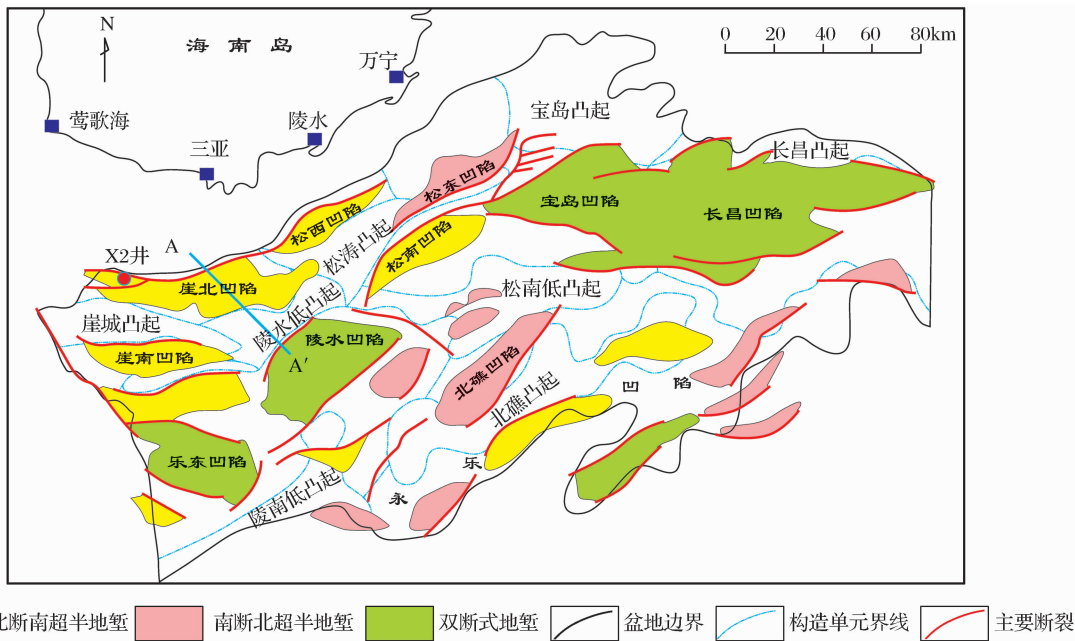 N
海南岛
0 20 40 60 80km
万宁
莺歌海
陵水
三亚
宝岛凸起
长昌凸起
松东凹陷
宝岛凹陷
长昌凹陷
松西凹陷
松涛凸起
松南凹陷
A
X2井
崖北凹陷
松南低凸起
崖城凸起
陵水低凸起
陵水凹陷
崖南凹陷
A′
北礁凹陷
北礁凸起
凹陷
乐东凹陷
乐
永
陵南低凸起
北断南超半地堑
南断北超半地堑
双断式地堑
盆地边界
构造单元界线
主要断裂